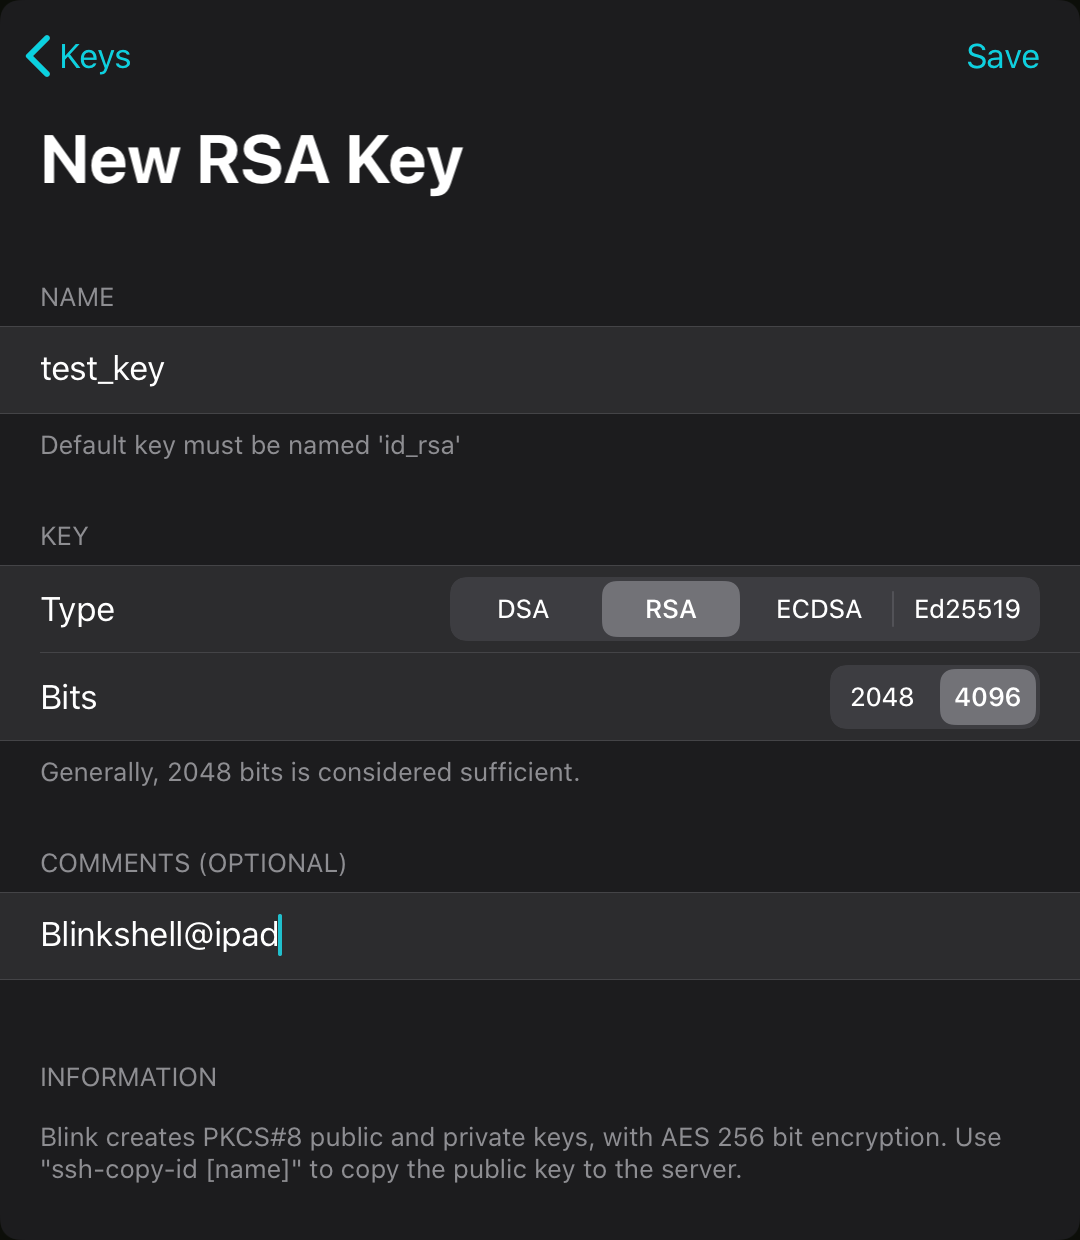 Keys
Save
New RSA Key
NAME
test_key
Default key must be named 'id_rsa'
KEY
Type
DSA
RSA
ECDSA
Ed25519
Bits
2048
4096
Generally, 2048 bits is considered sufficient.
COMMENTS (OPTIONAL)
Blinkshell@ipad
INFORMATION
Blink creates PKCS#8 public and private keys, with AES 256 bit encryption. Use
"ssh-copy-id [name]" to copy the public key to the server.